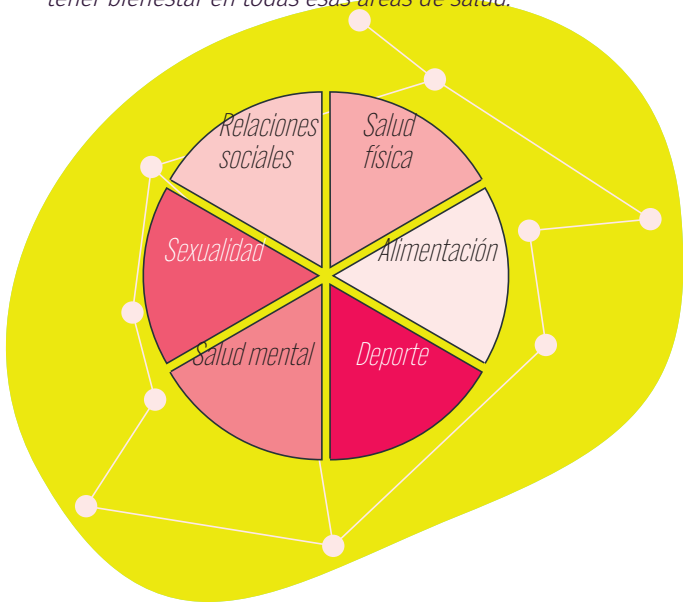 tener bienestar en todas esas áreas de salud.
Relaciones
sociales
Salud
física
Sexualidad
Alimentación
Salud mental
Deporte